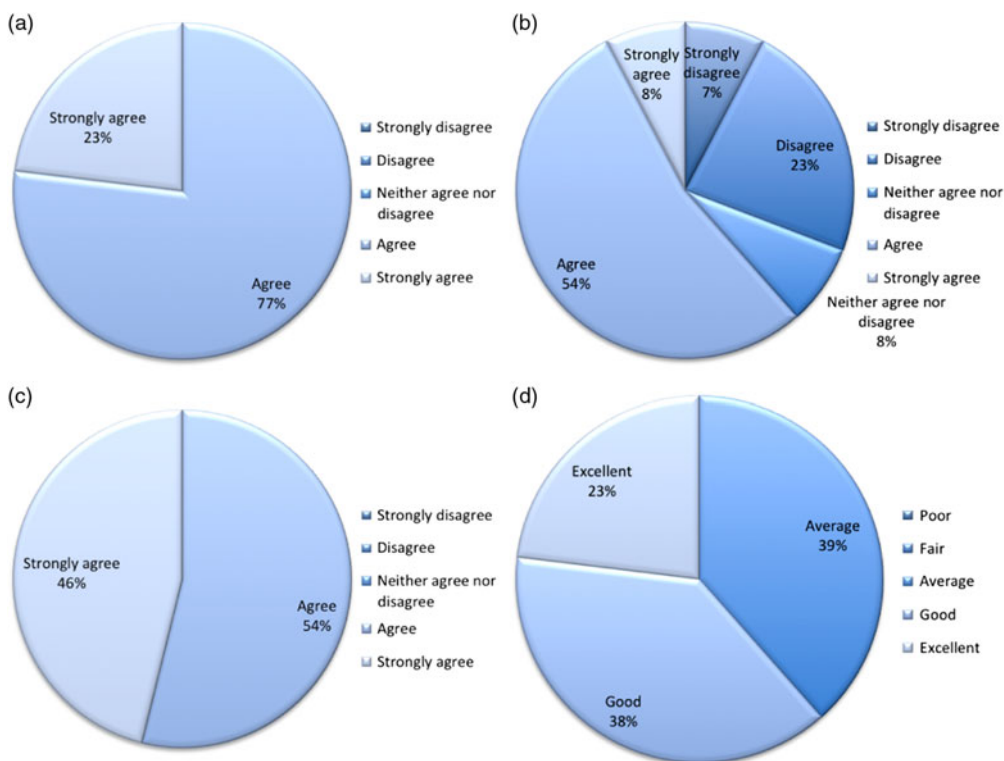 (a)
Strongly agree
23%
Agree
77%
Strongly disagree
Disagree
Neither agree nor
disagree
Agree
Strongly agree
(b)
Strongly
agree
8%
Strongly
disagree
7%
Disagree
23%
Agree
54%
Neither agree nor
disagree
8%
Strongly disagree
Disagree
Neither agree nor
disagree
Agree
Strongly agree
(c)
Strongly agree
46%
Agree
54%
Strongly disagree
Disagree
Neither agree nor
disagree
Agree
Strongly agree
(d)
Excellent
23%
Average
39%
Good
38%
Poor
Fair
Average
Good
Excellent